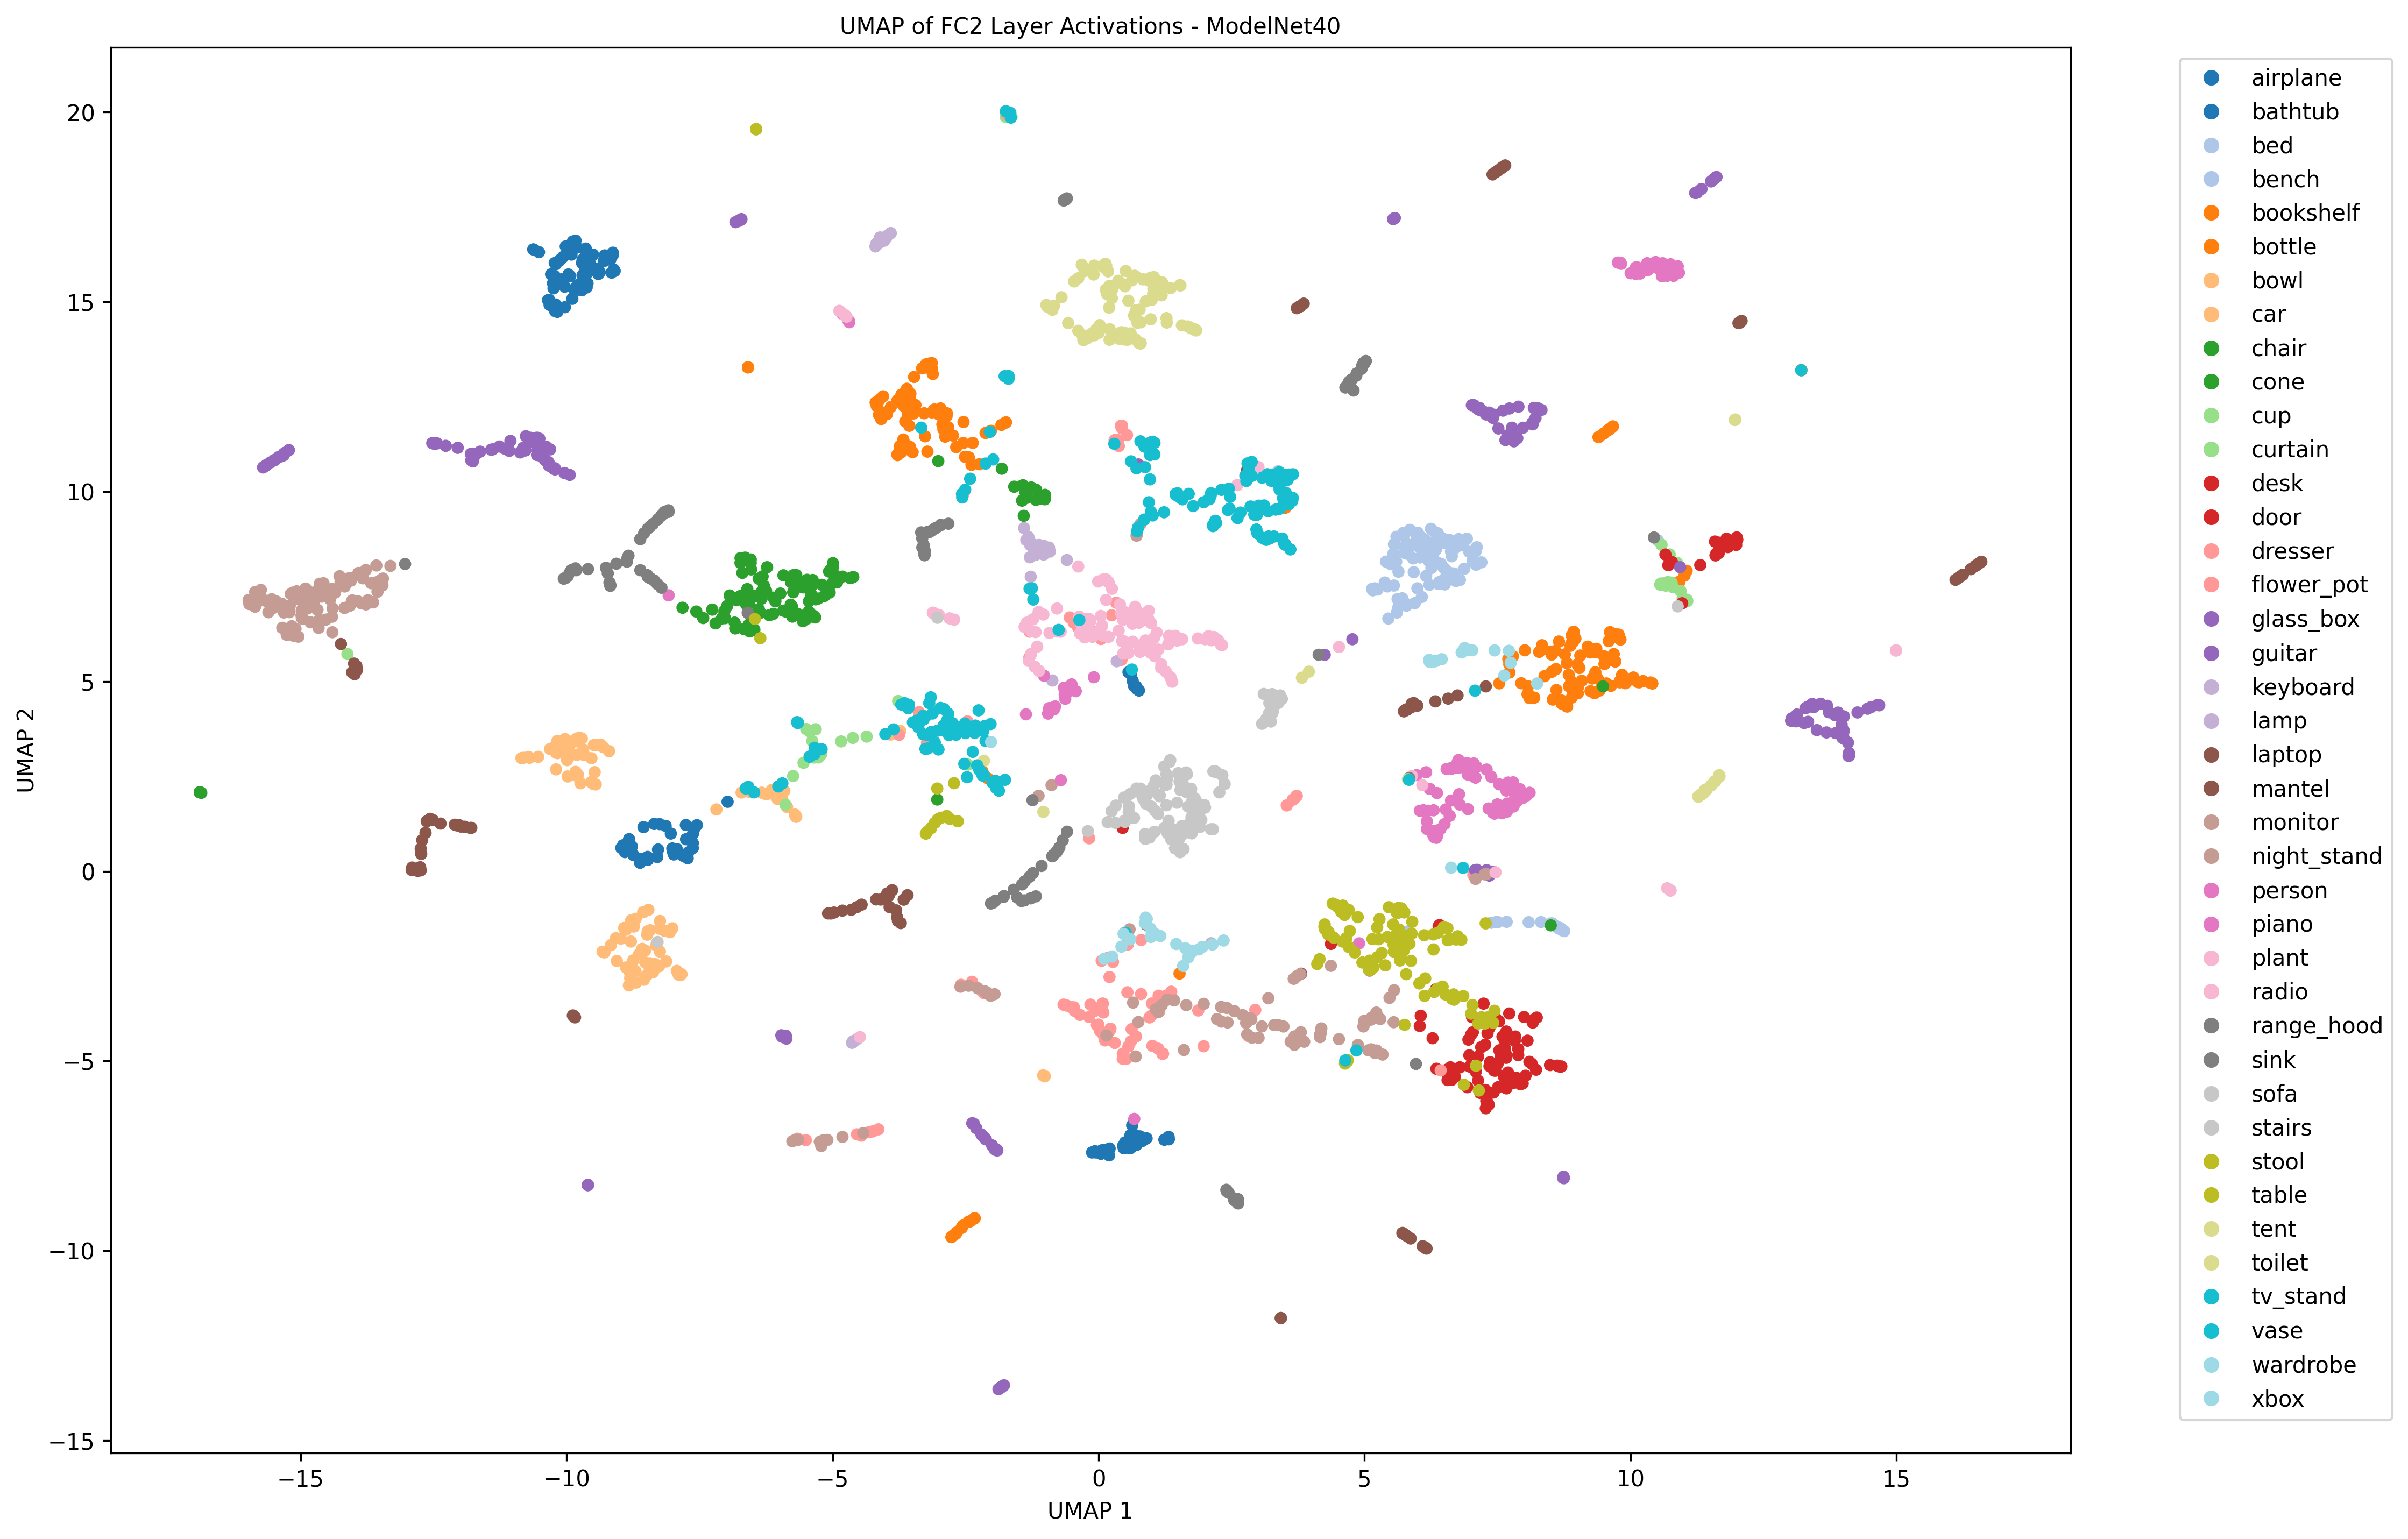 UMAP of FC2 Layer Activations - ModelNet40
20
15
10
5
0
−5
−10
−15
UMAP 2
−15
−10
−5
0
5
10
15
UMAP 1
airplane
bathtub
bed
bench
bookshelf
bottle
bowl
car
chair
cone
cup
curtain
desk
door
dresser
flower_pot
glass_box
guitar
keyboard
lamp
laptop
mantel
monitor
night_stand
person
piano
plant
radio
range_hood
sink
sofa
stairs
stool
table
tent
toilet
tv_stand
vase
wardrobe
xbox